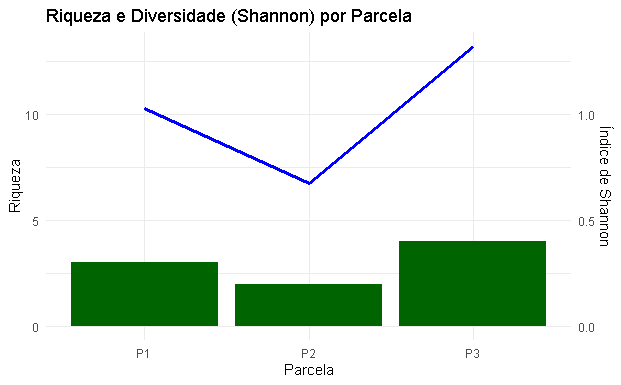 Riqueza e Diversidade (Shannon) por Parcela
Riqueza
10
5
0
1.0
0.5
0.0
Índice de Shannon
P1 P2 P3
Parcela